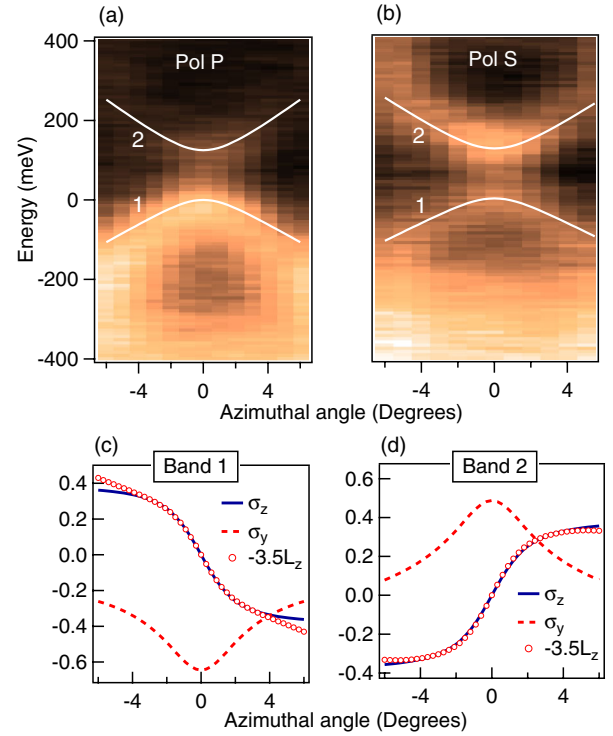 (a)
(b)
Pol P
Pol S
400
200
0
-200
-400
Energy (meV)
2
1
2
1
-4 0 4
-4 0 4
Azimuthal angle (Degrees)
(c)
(d)
Band 1
Band 2
0.4
0.2
0.0
-0.2
-0.4
-0.6
σz
σy
-3.5Lz
0.6
0.4
0.2
0.0
-0.2
-0.4
σz
σy
-3.5Lz
-4 0 4
-4 0 4
Azimuthal angle (Degrees)